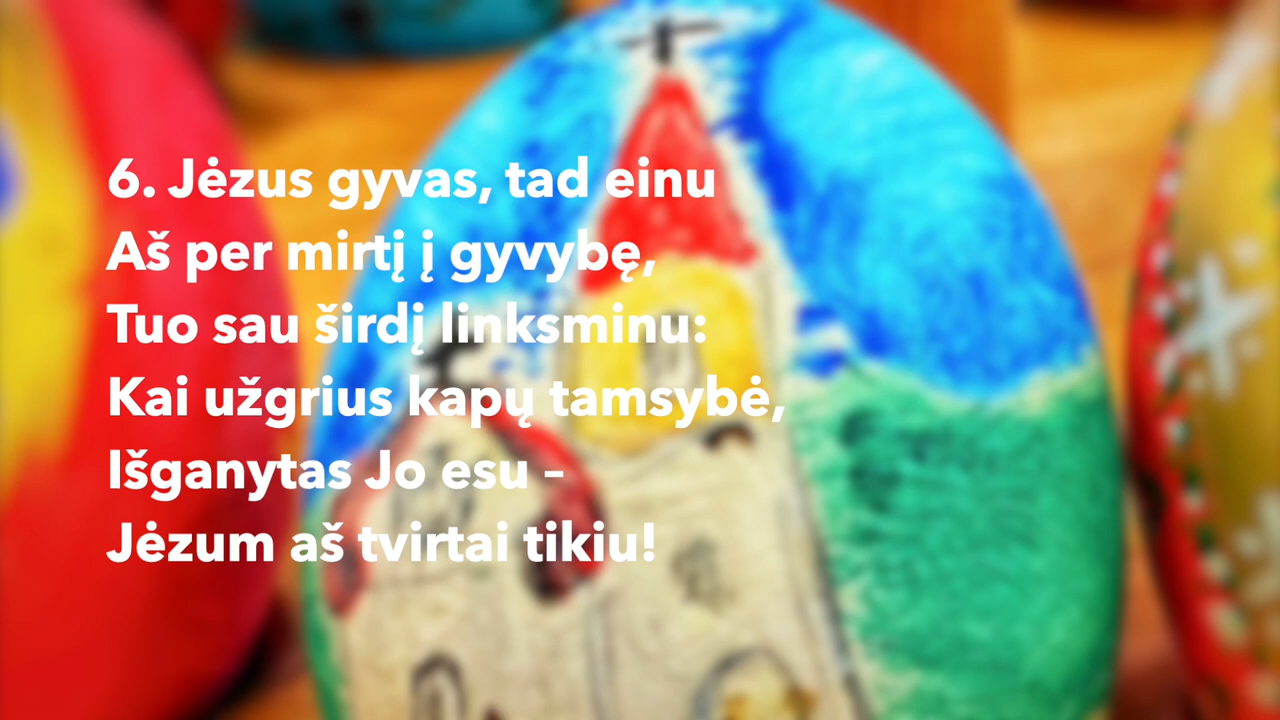 6. Jėzus gyvas, tad einu
Aš per mirtį į gyvybę,
Tuo sau širdį linksminu:
Kai užgrius kapų tamsybė,
Išganytas Jo esu –
Jėzum aš tvirtai tikiu!